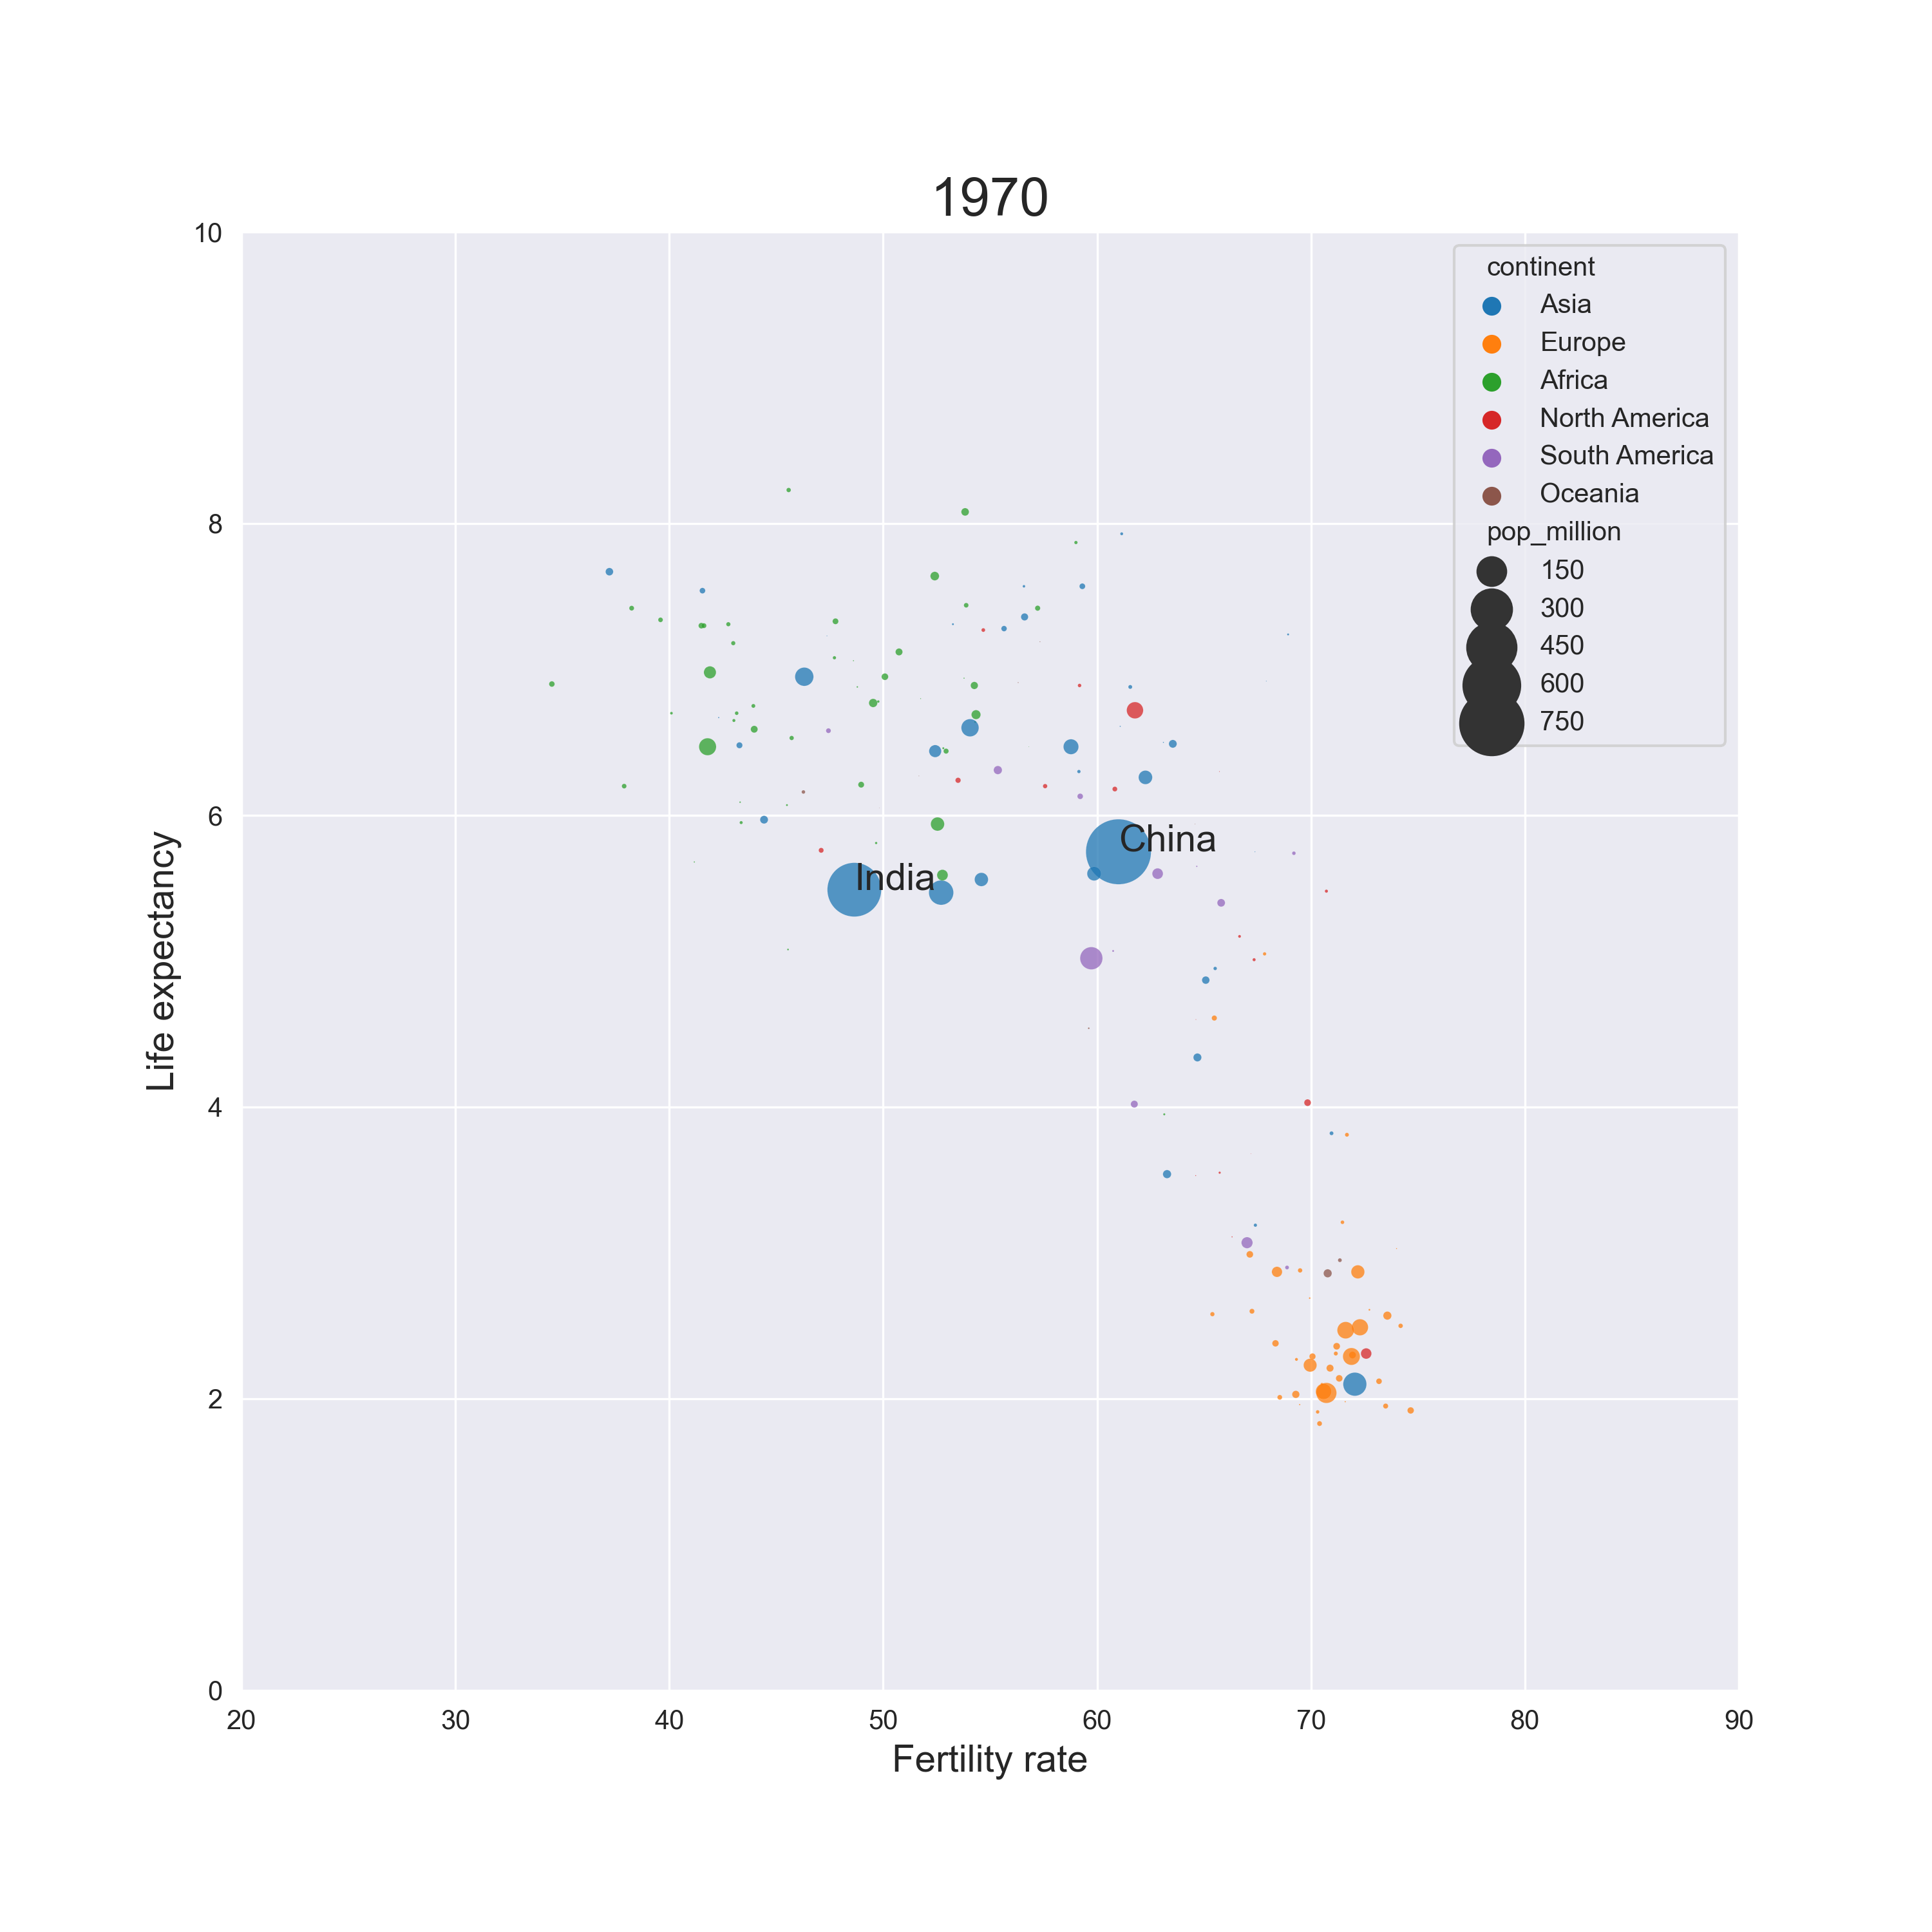 1970
10
8
6
4
2
0
Life expectancy
continent
Asia
Europe
Africa
North America
South America
Oceania
pop_million
150
300
450
600
750
China
India
20 30 40 50 60 70 80 90
Fertility rate